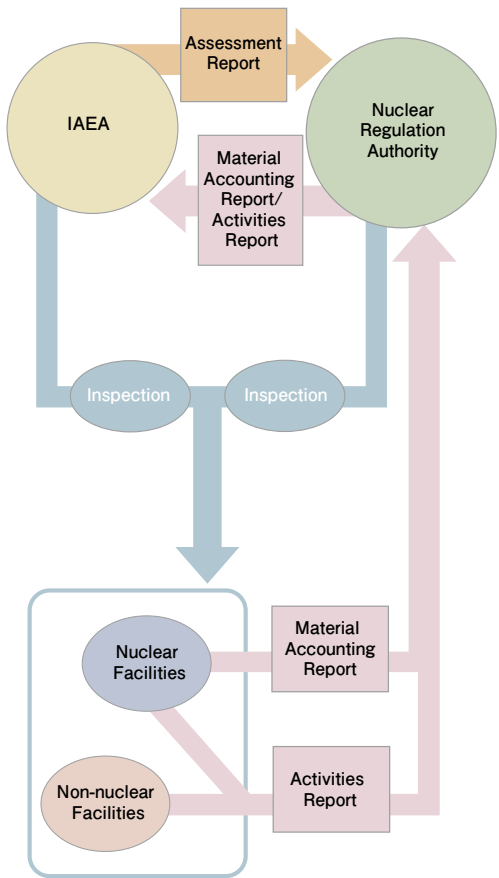 Assessment
Report
IAEA
Nuclear
Regulation
Authority
Material
Accounting
Report/
Activities
Report
Inspection
Inspection
Nuclear
Facilities
Material
Accounting
Report
Non-nuclear
Facilities
Activities
Report